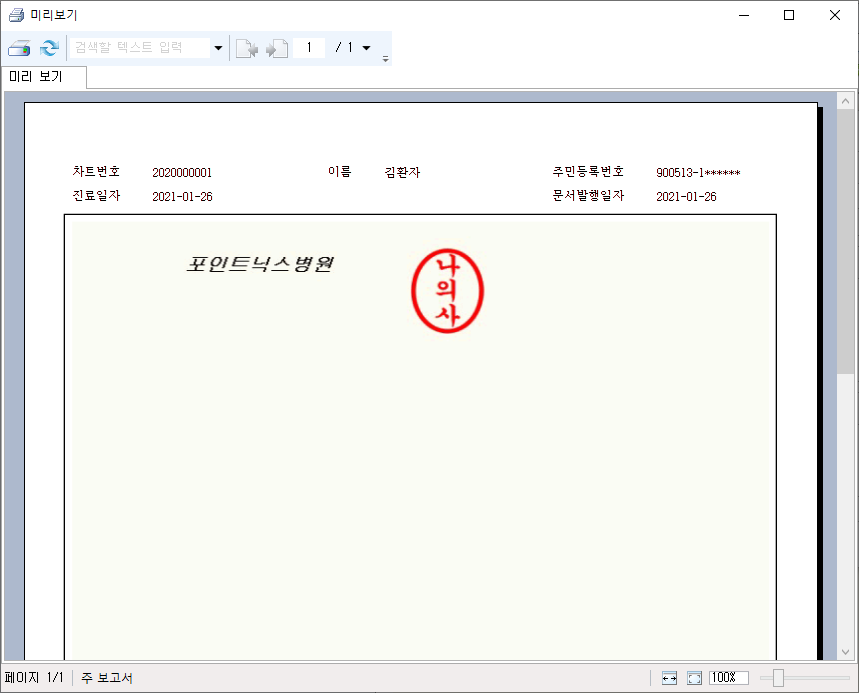 미리보기
검색할 텍스트 입력 1 / 1
미리 보기
차트번호 2020000001 이름 김환자 주민등록번호 900513-1******
진료일자 2021-01-26 문서발행일자 2021-01-26
포인트닉스병원
나
의
사
페이지 1/1 주 보고서 100%